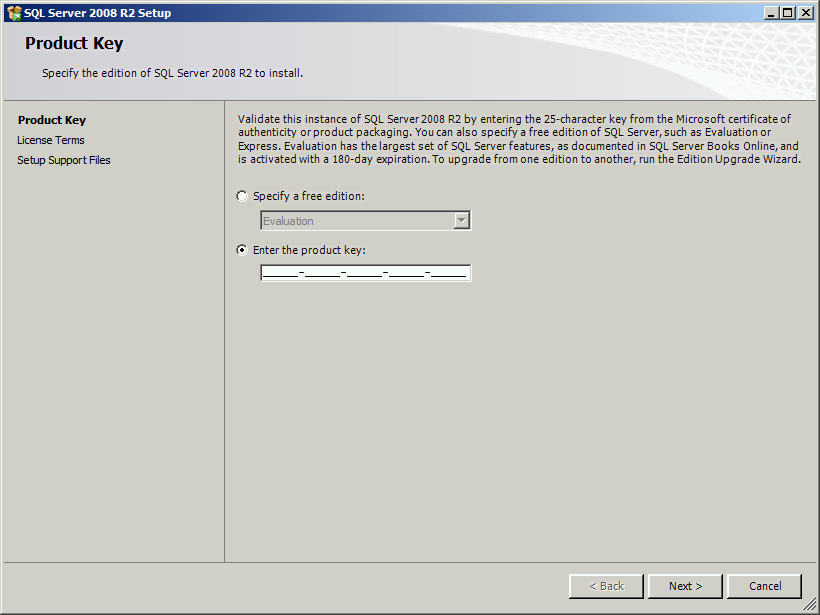 SQL Server 2008 R2 Setup
Product Key
Specify the edition of SQL Server 2008 R2 to install.
Product Key
License Terms
Setup Support Files
Validate this instance of SQL Server 2008 R2 by entering the 25-character key from the Microsoft certificate of
authenticity or product packaging. You can also specify a free edition of SQL Server, such as Evaluation or
Express. Evaluation has the largest set of SQL Server features, as documented in SQL Server Books Online, and
is activated with a 180-day expiration. To upgrade from one edition to another, run the Edition Upgrade Wizard.
Specify a free edition:
Evaluation
Enter the product key:
_____-_____-_____-_____-_____
< Back Next > Cancel